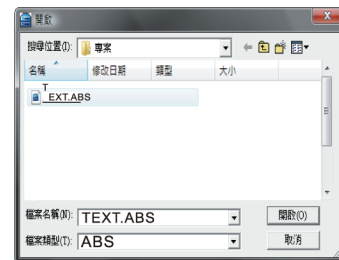 開啟
搜尋位置(I): 專案
名稱 修改日期 類型 大小
T
_EXT.ABS
檔案名稱(N): TEXT.ABS 開啟(O)
檔案類型(T): ABS 取消